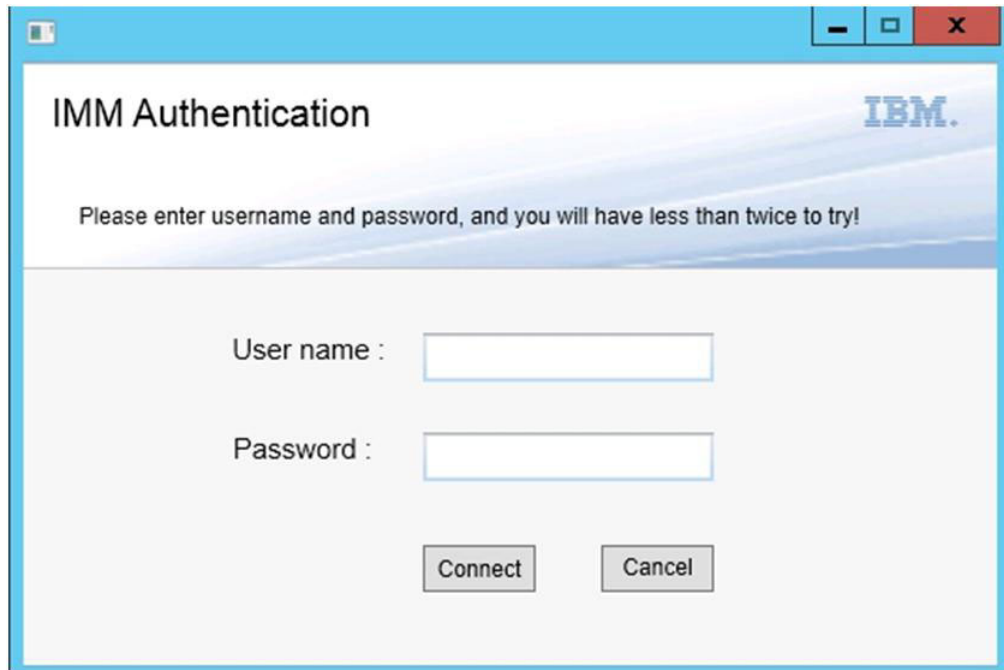 IMM Authentication
IBM.
Please enter username and password, and you will have less than twice to try!
User name :
Password :
Connect
Cancel